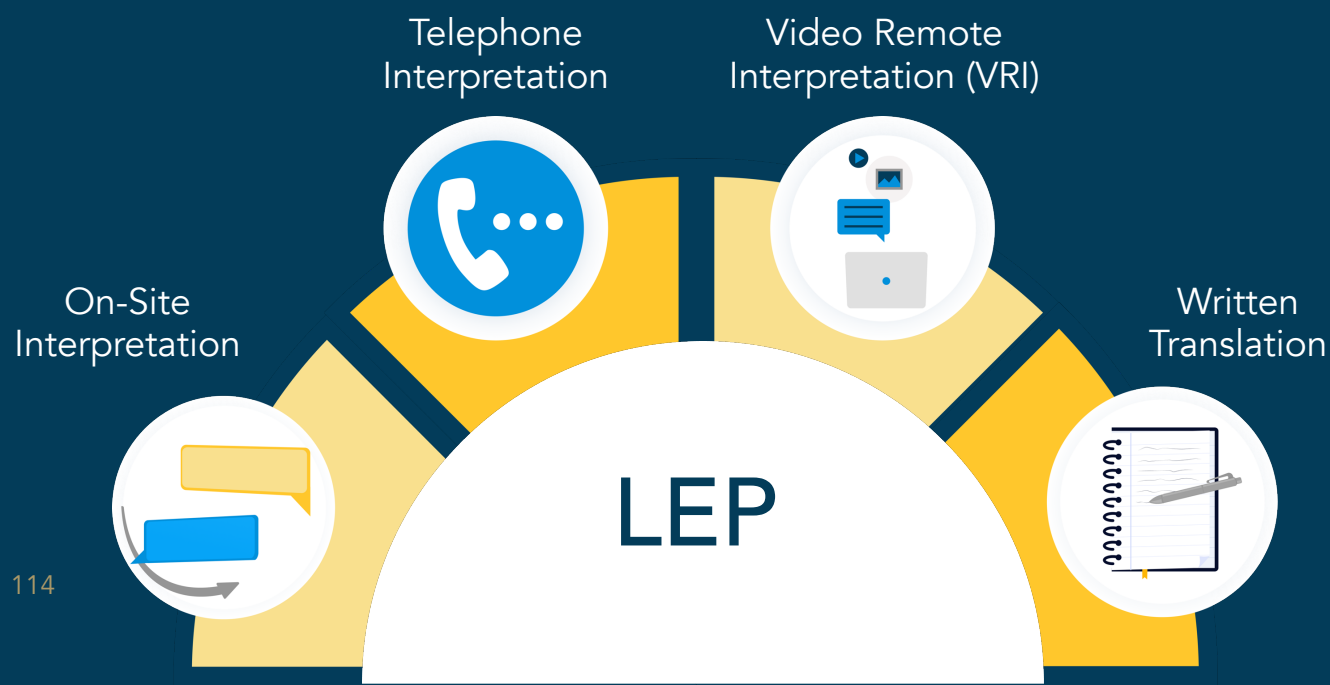 Telephone
Interpretation
Video Remote
Interpretation (VRI)
On-Site
Interpretation
Written
Translation
LEP
114